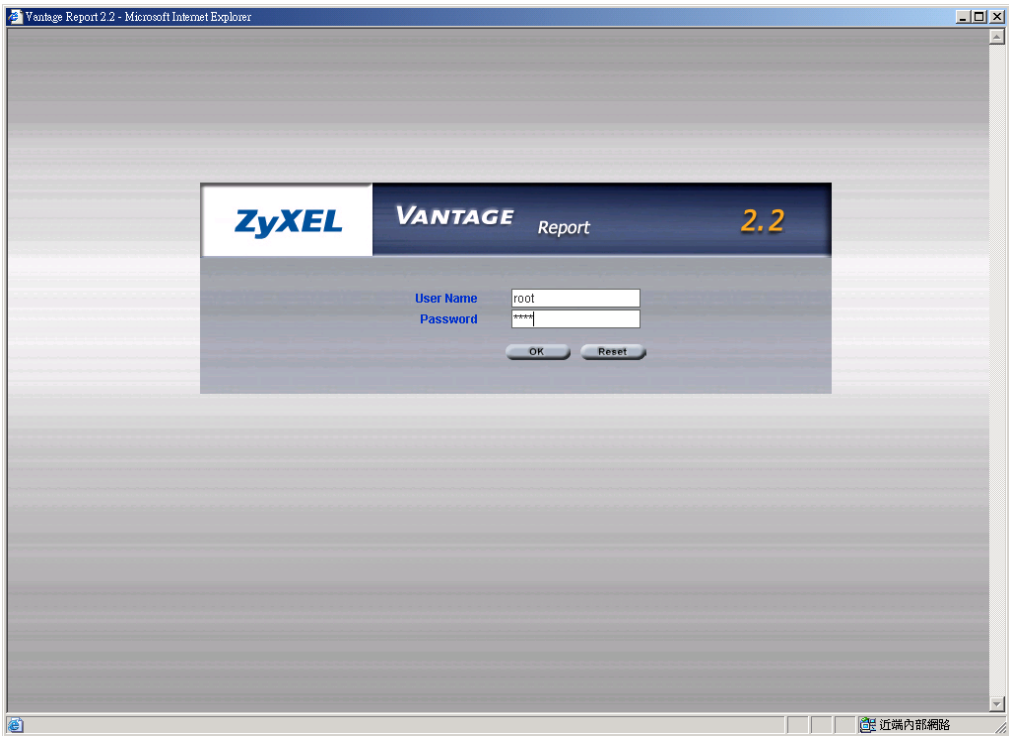 Vantage Report 2.2 - Microsoft Internet Explorer
ZyXEL
VANTAGE Report 2.2
User Name root
Password ****
OK Reset
近端內部網路